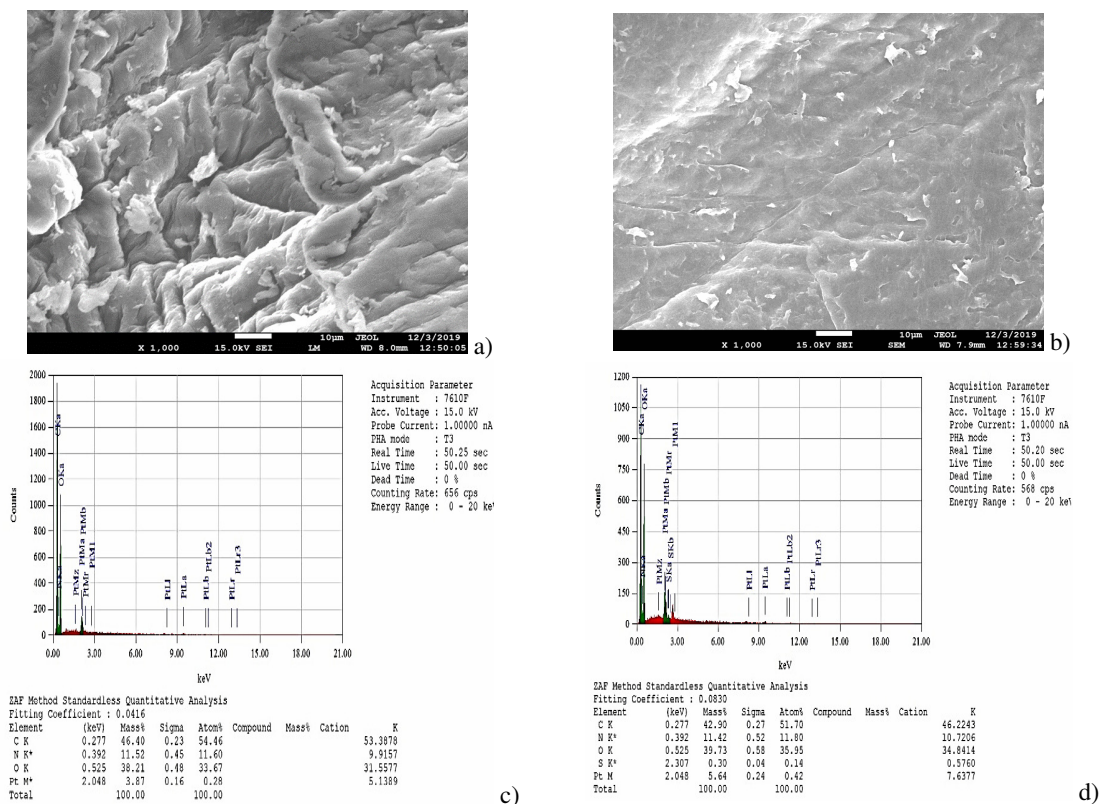 10µm JEOL 12/3/2019
X 1,000 15.0kV SEI LM WD 8.0mm 12:50:05
a)
10µm JEOL 12/3/2019
X 1,000 15.0kV SEI SEM WD 7.9mm 12:59:34
b)
2000
1800
1600
1400
1200
1000
800
600
400
200
0
Counts
CKa
OKa
NKa
PtMz
PtMa PtMb
PtMr PtM1
PtLl
PtLa
PtLb PtLb2
PtLr PtLr3
0.00 3.00 6.00 9.00 12.00 15.00 18.00 21.00
keV
Acquisition Parameter
Instrument : 7610F
Acc. Voltage : 15.0 kV
Probe Current: 1.00000 nA
PHA mode : T3
Real Time : 50.25 sec
Live Time : 50.00 sec
Dead Time : 0 %
Counting Rate: 656 cps
Energy Range : 0 - 20 keV
ZAF Method Standardless Quantitative Analysis
Fitting Coefficient : 0.0416
Element (keV) Mass% Sigma Atom% Compound Mass% Cation K
C K 0.277 46.40 0.23 54.46 53.3878
N K* 0.392 11.52 0.45 11.60 9.9157
O K 0.525 38.21 0.48 33.67 31.5577
Pt M* 2.048 3.87 0.16 0.28 5.1389
Total 100.00 100.00
c)
1200
1050
900
750
600
450
300
150
0
Counts
CKa OKa
NKa
PtMz
PtMa PtMb PtMr PtM1
SKa SKb
PtLl
PtLa
PtLb PtLb2
PtLr PtLr3
0.00 3.00 6.00 9.00 12.00 15.00 18.00 21.00
keV
Acquisition Parameter
Instrument : 7610F
Acc. Voltage : 15.0 kV
Probe Current: 1.00000 nA
PHA mode : T3
Real Time : 50.20 sec
Live Time : 50.00 sec
Dead Time : 0 %
Counting Rate: 568 cps
Energy Range : 0 - 20 keV
ZAF Method Standardless Quantitative Analysis
Fitting Coefficient : 0.0830
Element (keV) Mass% Sigma Atom% Compound Mass% Cation K
C K 0.277 42.90 0.27 51.70 46.2243
N K* 0.392 11.42 0.52 11.80 10.7206
O K 0.525 39.73 0.58 35.95 34.8414
S K* 2.307 0.30 0.04 0.14 0.5760
Pt M 2.048 5.64 0.24 0.42 7.6377
Total 100.00 100.00
d)